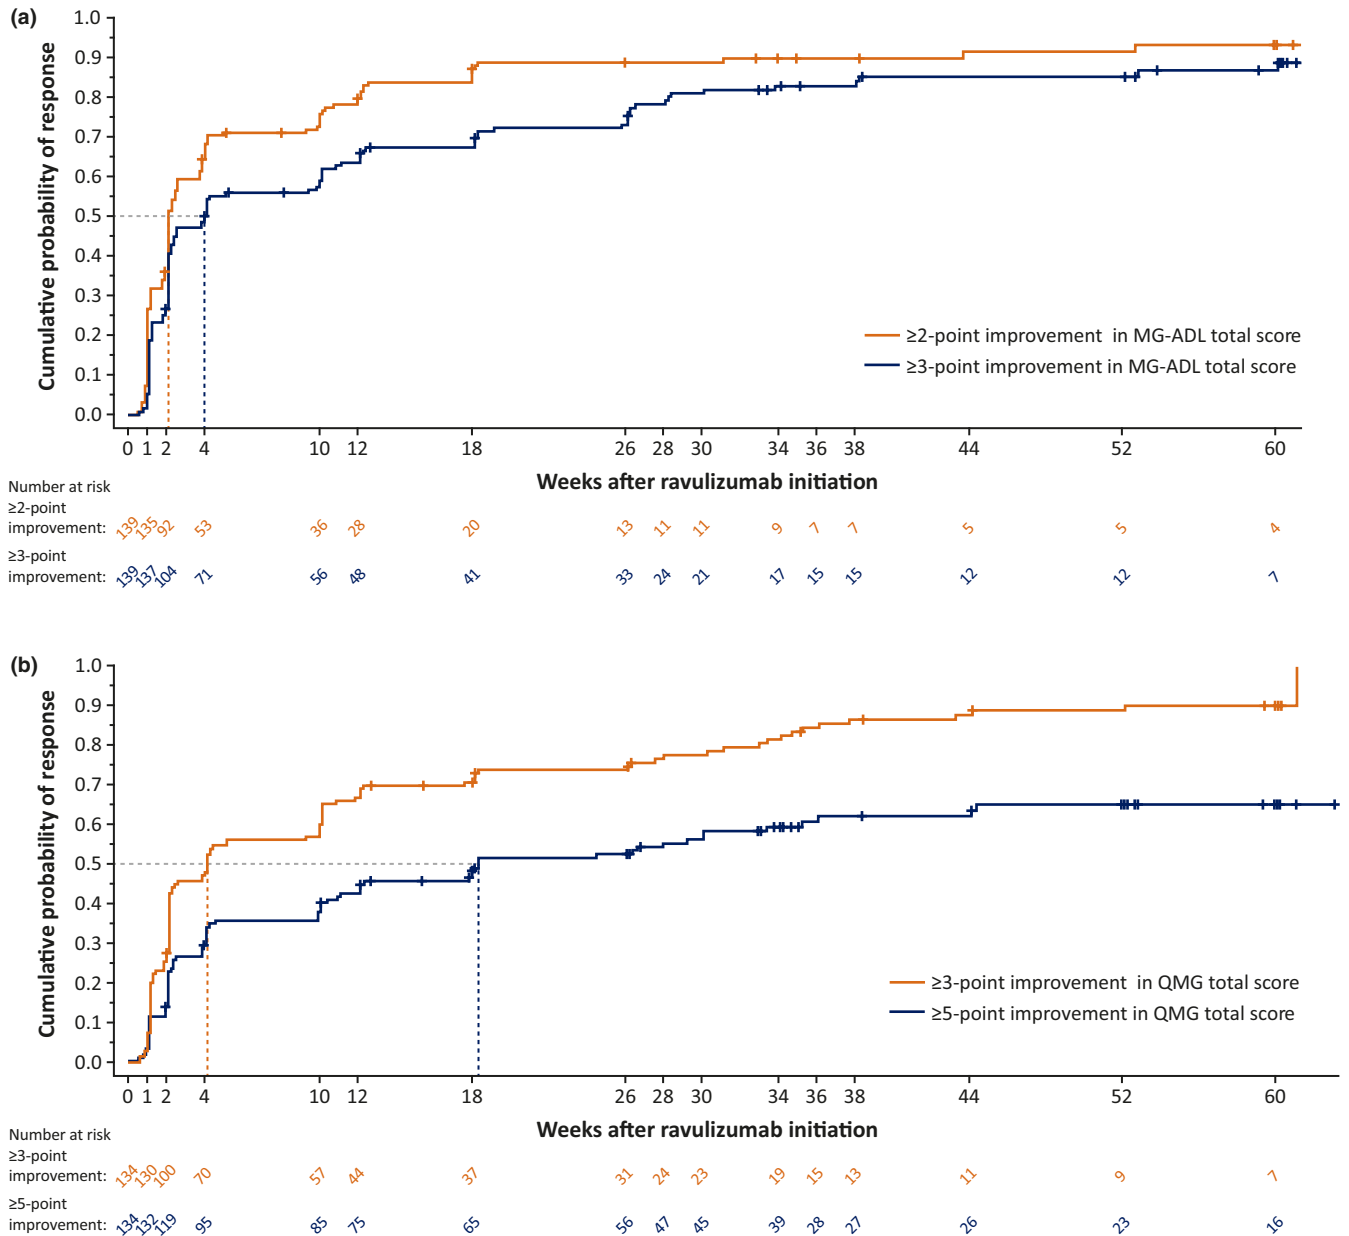 (a)
Cumulative probability of response
1.0
0.9
0.8
0.7
0.6
0.5
0.4
0.3
0.2
0.1
0.0
≥2-point improvement in MG-ADL total score
≥3-point improvement in MG-ADL total score
0 1 2 4 10 12 18 26 28 30 34 36 38 44 52 60
Weeks after ravulizumab initiation
Number at risk
≥2-point
improvement: 139 135 92 53 36 28 20 13 11 11 9 7 7 5 5 4
≥3-point
improvement: 139 137 104 71 56 48 41 33 24 21 17 15 15 12 12 7
(b)
Cumulative probability of response
1.0
0.9
0.8
0.7
0.6
0.5
0.4
0.3
0.2
0.1
0.0
≥3-point improvement in QMG total score
≥5-point improvement in QMG total score
0 1 2 4 10 12 18 26 28 30 34 36 38 44 52 60
Weeks after ravulizumab initiation
Number at risk
≥3-point
improvement: 134 130 100 70 57 44 37 31 24 23 19 15 13 11 9 7
≥5-point
improvement: 134 132 119 95 85 75 65 56 47 45 39 28 27 26 23 16